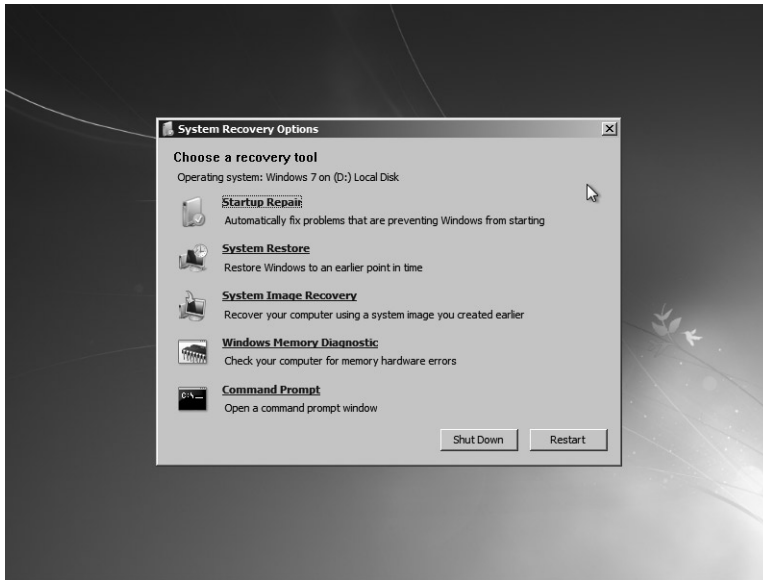 System Recovery Options
Choose a recovery tool
Operating system: Windows 7 on (D:) Local Disk
Startup Repair
Automatically fix problems that are preventing Windows from starting
System Restore
Restore Windows to an earlier point in time
System Image Recovery
Recover your computer using a system image you created earlier
Windows Memory Diagnostic
Check your computer for memory hardware errors
C:\_
Command Prompt
Open a command prompt window
Shut Down
Restart